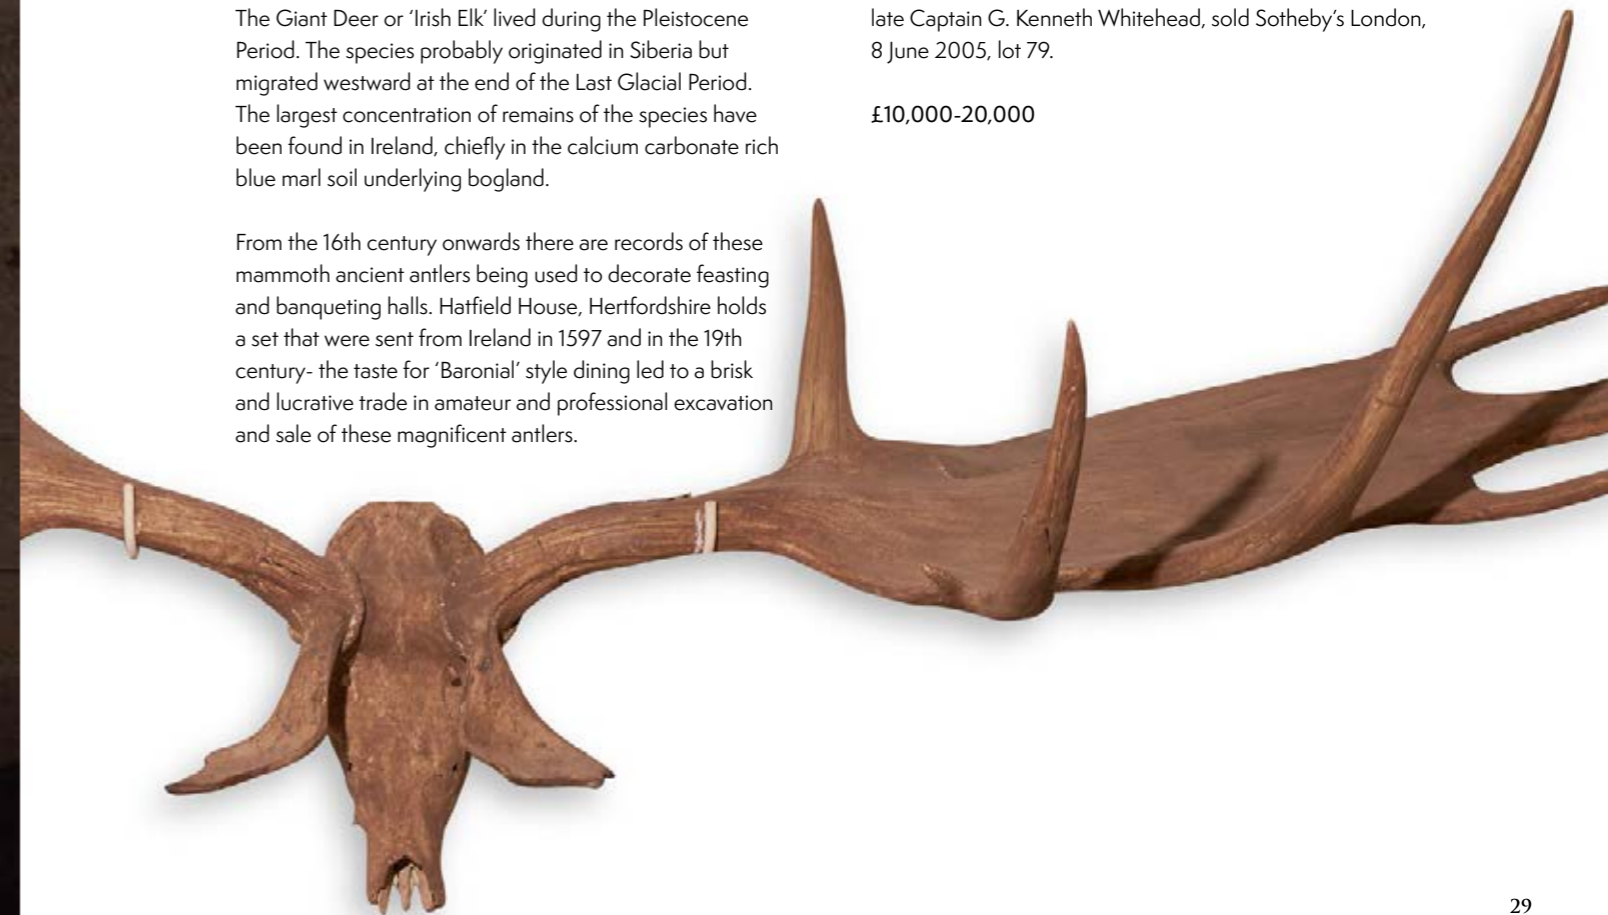 The Giant Deer or ‘Irish Elk’ lived during the Pleistocene
Period. The species probably originated in Siberia but
migrated westward at the end of the Last Glacial Period.
The largest concentration of remains of the species have
been found in Ireland, chiefly in the calcium carbonate rich
blue marl soil underlying bogland.
From the 16th century onwards there are records of these
mammoth ancient antlers being used to decorate feasting
and banqueting halls. Hatfield House, Hertfordshire holds
a set that were sent from Ireland in 1597 and in the 19th
century- the taste for ‘Baronial’ style dining led to a brisk
and lucrative trade in amateur and professional excavation
and sale of these magnificent antlers.
late Captain G. Kenneth Whitehead, sold Sotheby’s London,
8 June 2005, lot 79.
£10,000-20,000
29